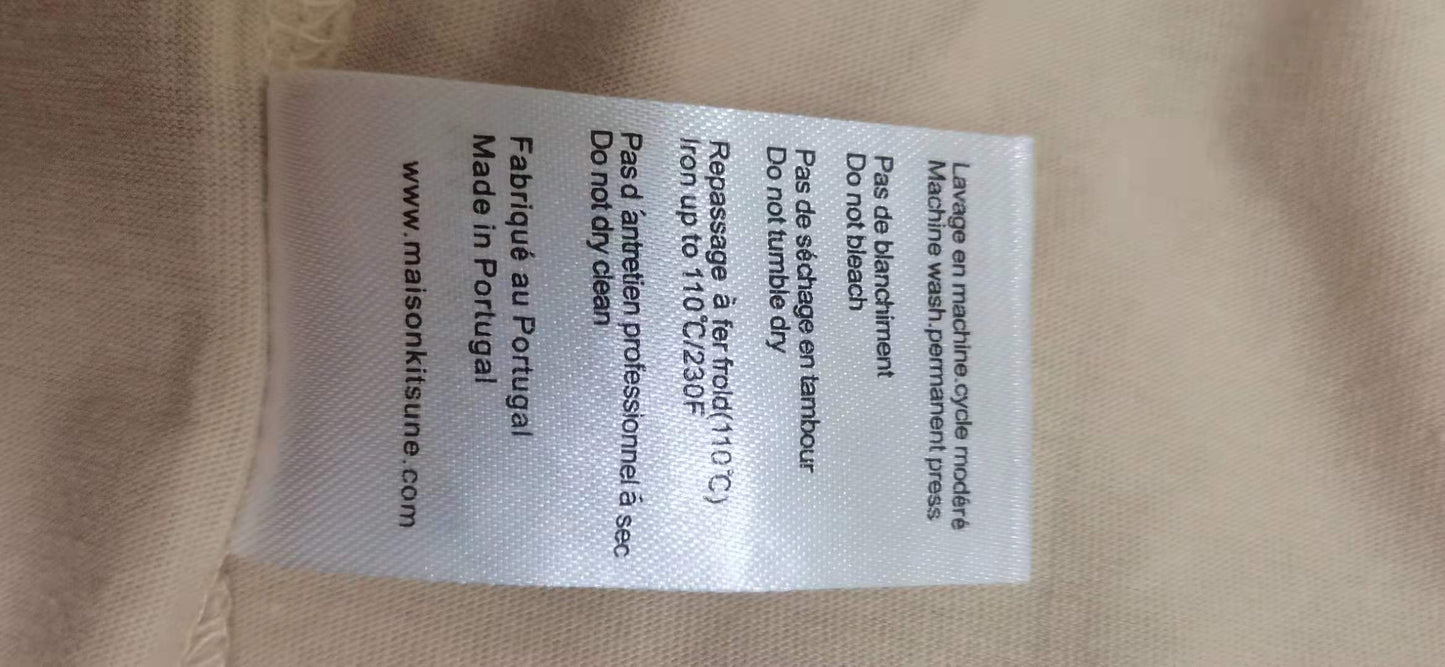 Lavage en machine.cycle modéré
Machine wash.permanent press
Pas de blanchiment
Do not bleach
Pas de séchage en tambour
Do not tumble dry
Repassage à fer frold(110°C)
Iron up to 110°C/230F
Pas d´antretien professionnel á sec
Do not dry clean
Fabriqué au Portugal
Made in Portugal
www.maisonkitsune.com